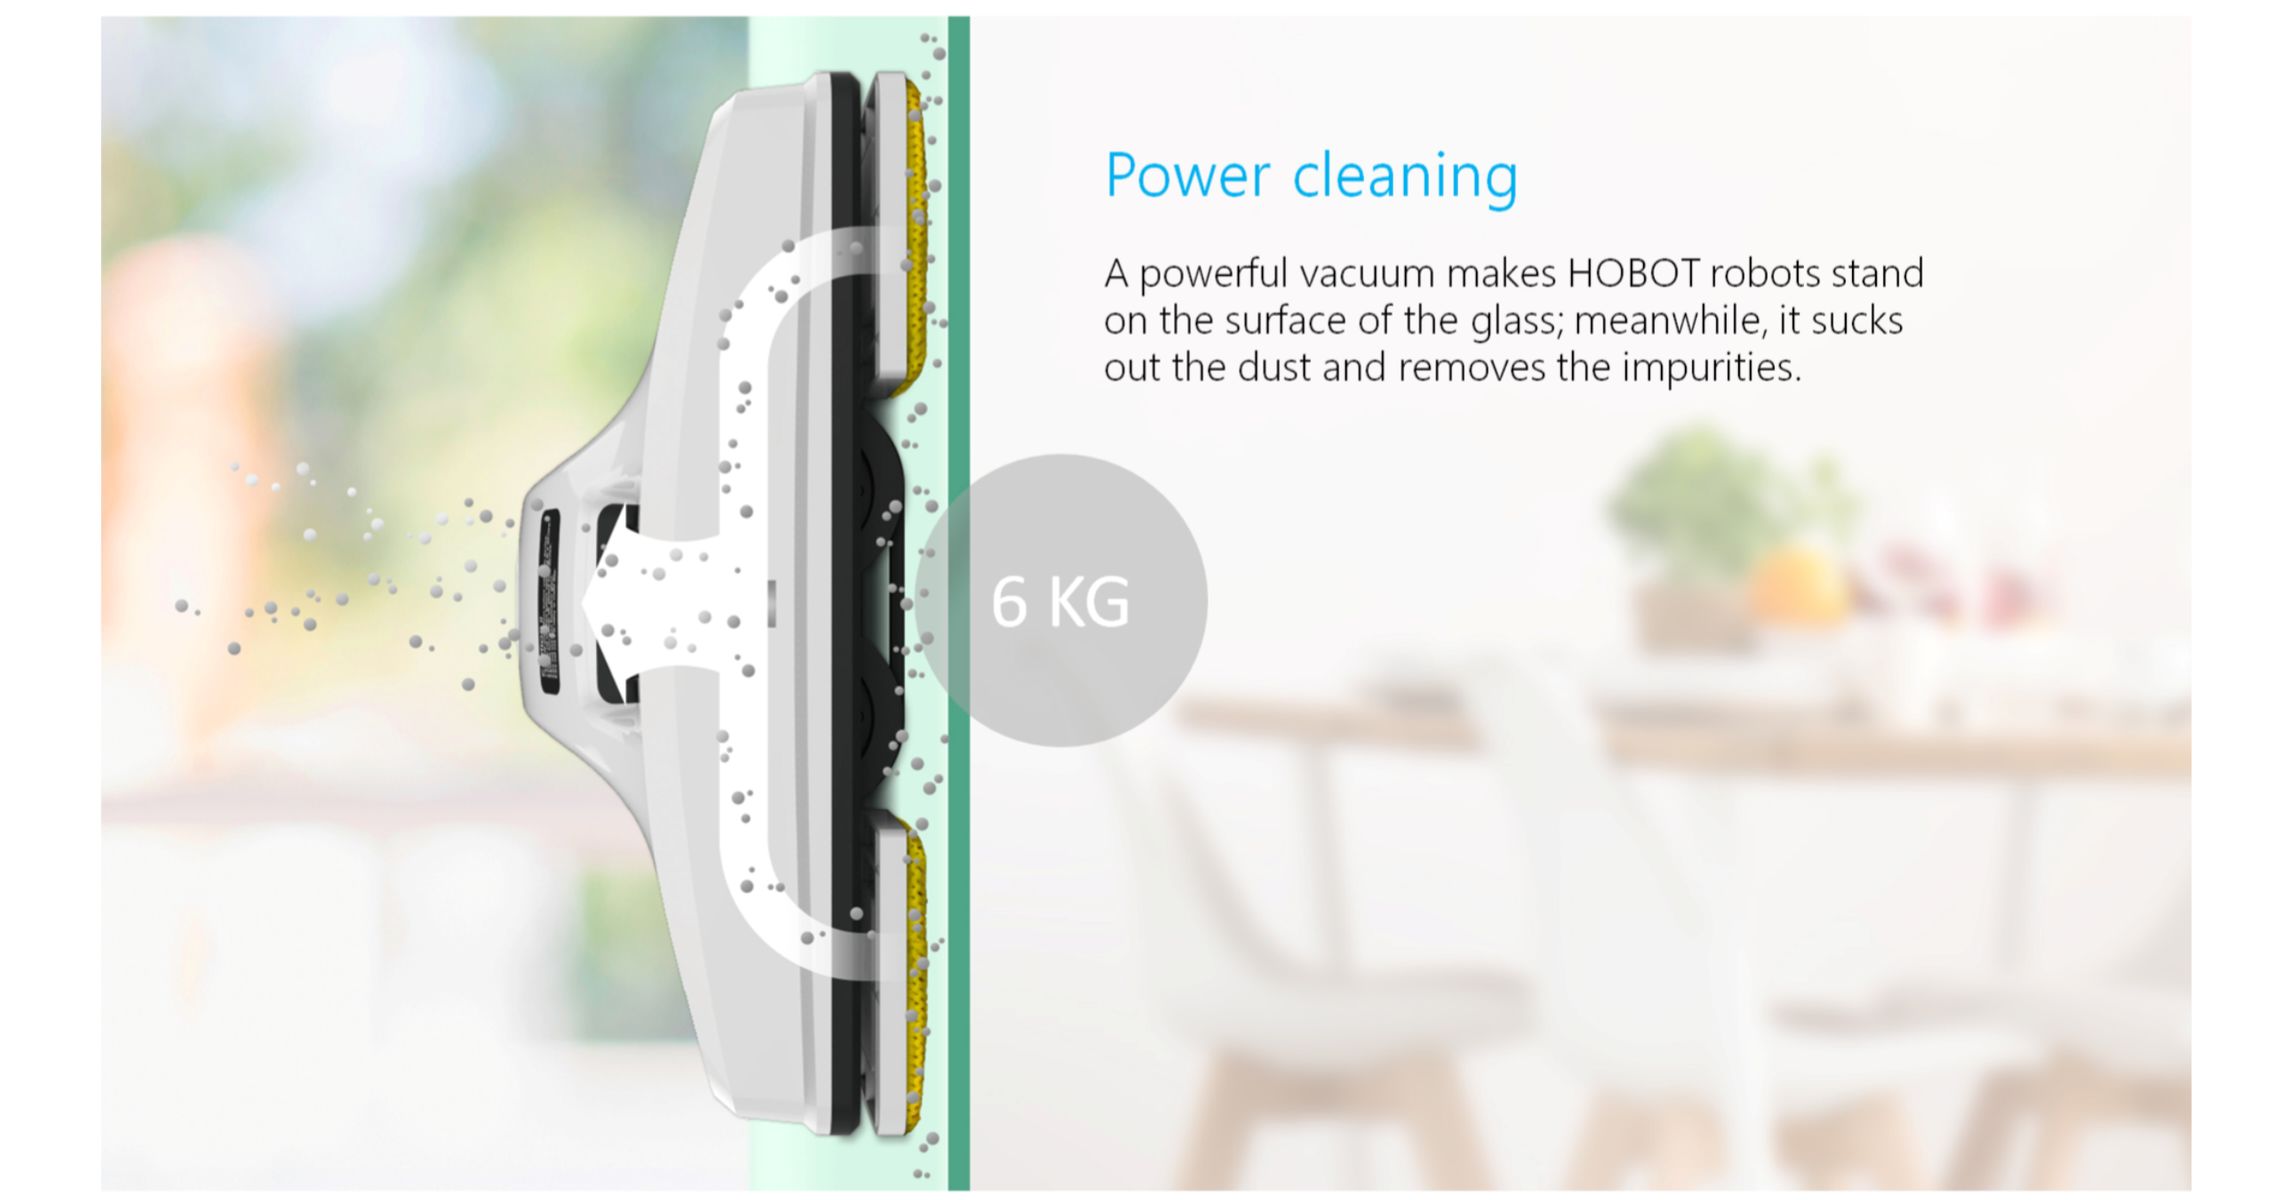 Power cleaning
A powerful vacuum makes HOBOT robots stand
on the surface of the glass; meanwhile, it sucks
out the dust and removes the impurities.
6 KG